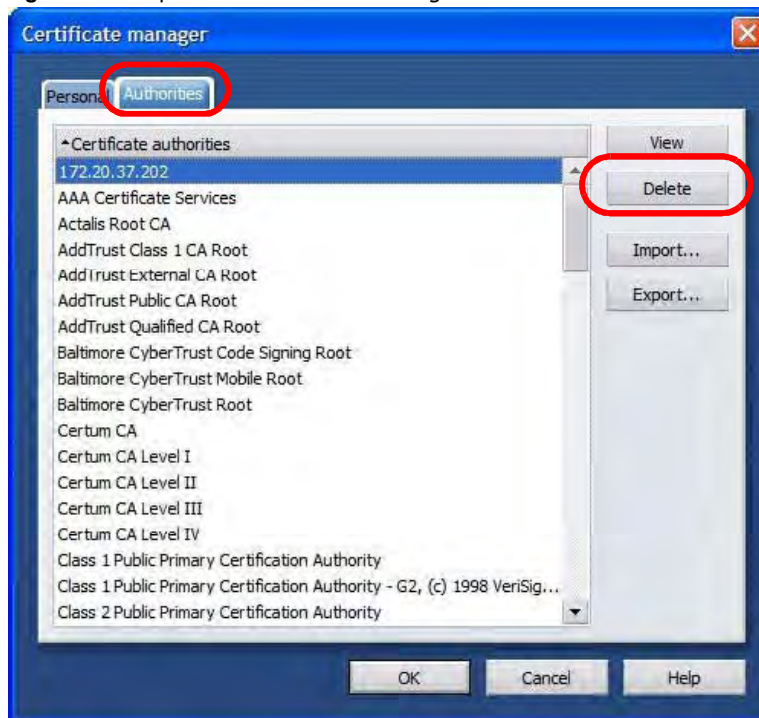 Certificate manager
Personal
Authorities
Certificate authorities
View
172.20.37.202
Delete
AAA Certificate Services
Actalis Root CA
AddTrust Class 1 CA Root
Import...
AddTrust External CA Root
AddTrust Public CA Root
Export...
AddTrust Qualified CA Root
Baltimore CyberTrust Code Signing Root
Baltimore CyberTrust Mobile Root
Baltimore CyberTrust Root
Certum CA
Certum CA Level I
Certum CA Level II
Certum CA Level III
Certum CA Level IV
Class 1 Public Primary Certification Authority
Class 1 Public Primary Certification Authority - G2, (c) 1998 VeriSig...
Class 2 Public Primary Certification Authority
OK
Cancel
Help